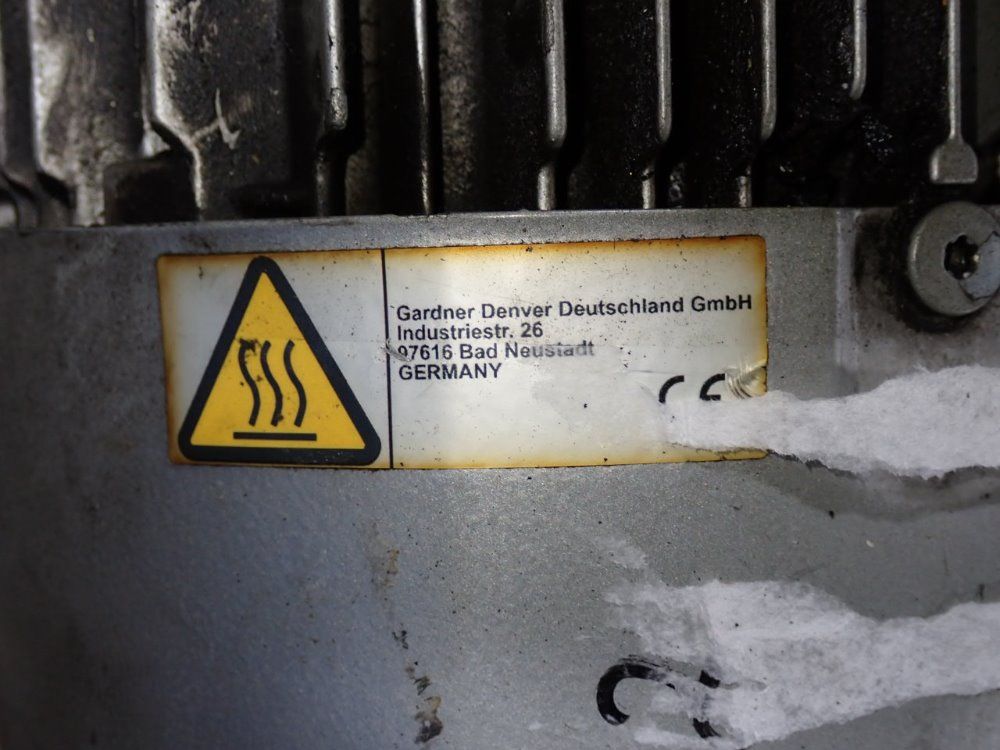 Gardner Denver Deutschland GmbH
Industriestr. 26
97616 Bad Neustadt
GERMANY
CE